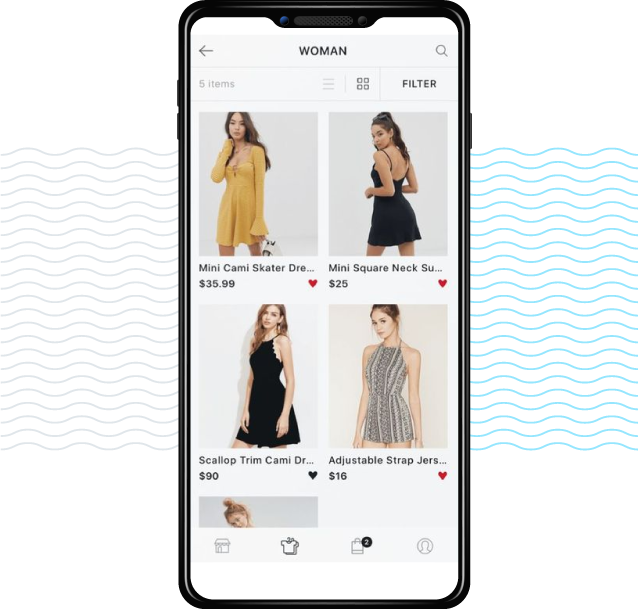 WOMAN
5 items
FILTER
Mini Cami Skater Dre...
Mini Square Neck Su...
$35.99
$25
Scallop Trim Cami Dr...
Adjustable Strap Jers...
$90
$16
2